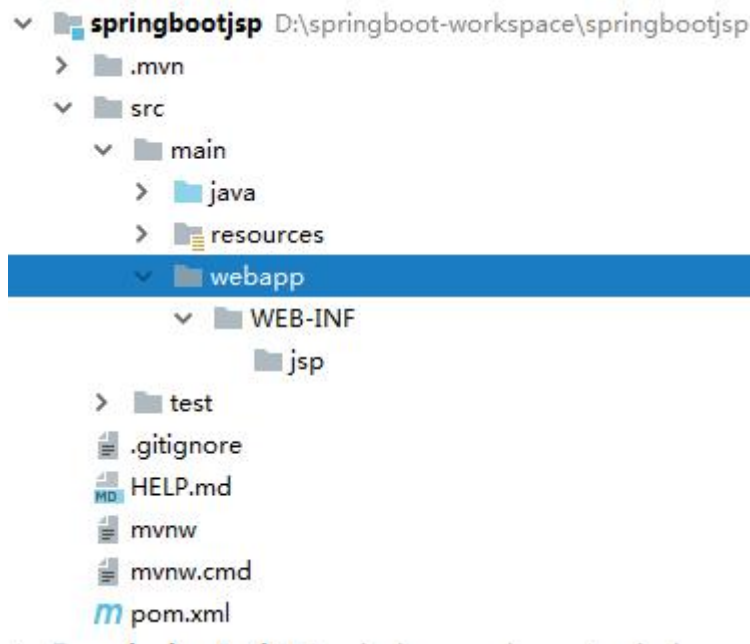 springbootjsp D:\springboot-workspace\springbootjsp
.mvn
src
main
java
resources
webapp
WEB-INF
jsp
test
.gitignore
MD HELP.md
mvnw
mvnw.cmd
m pom.xml